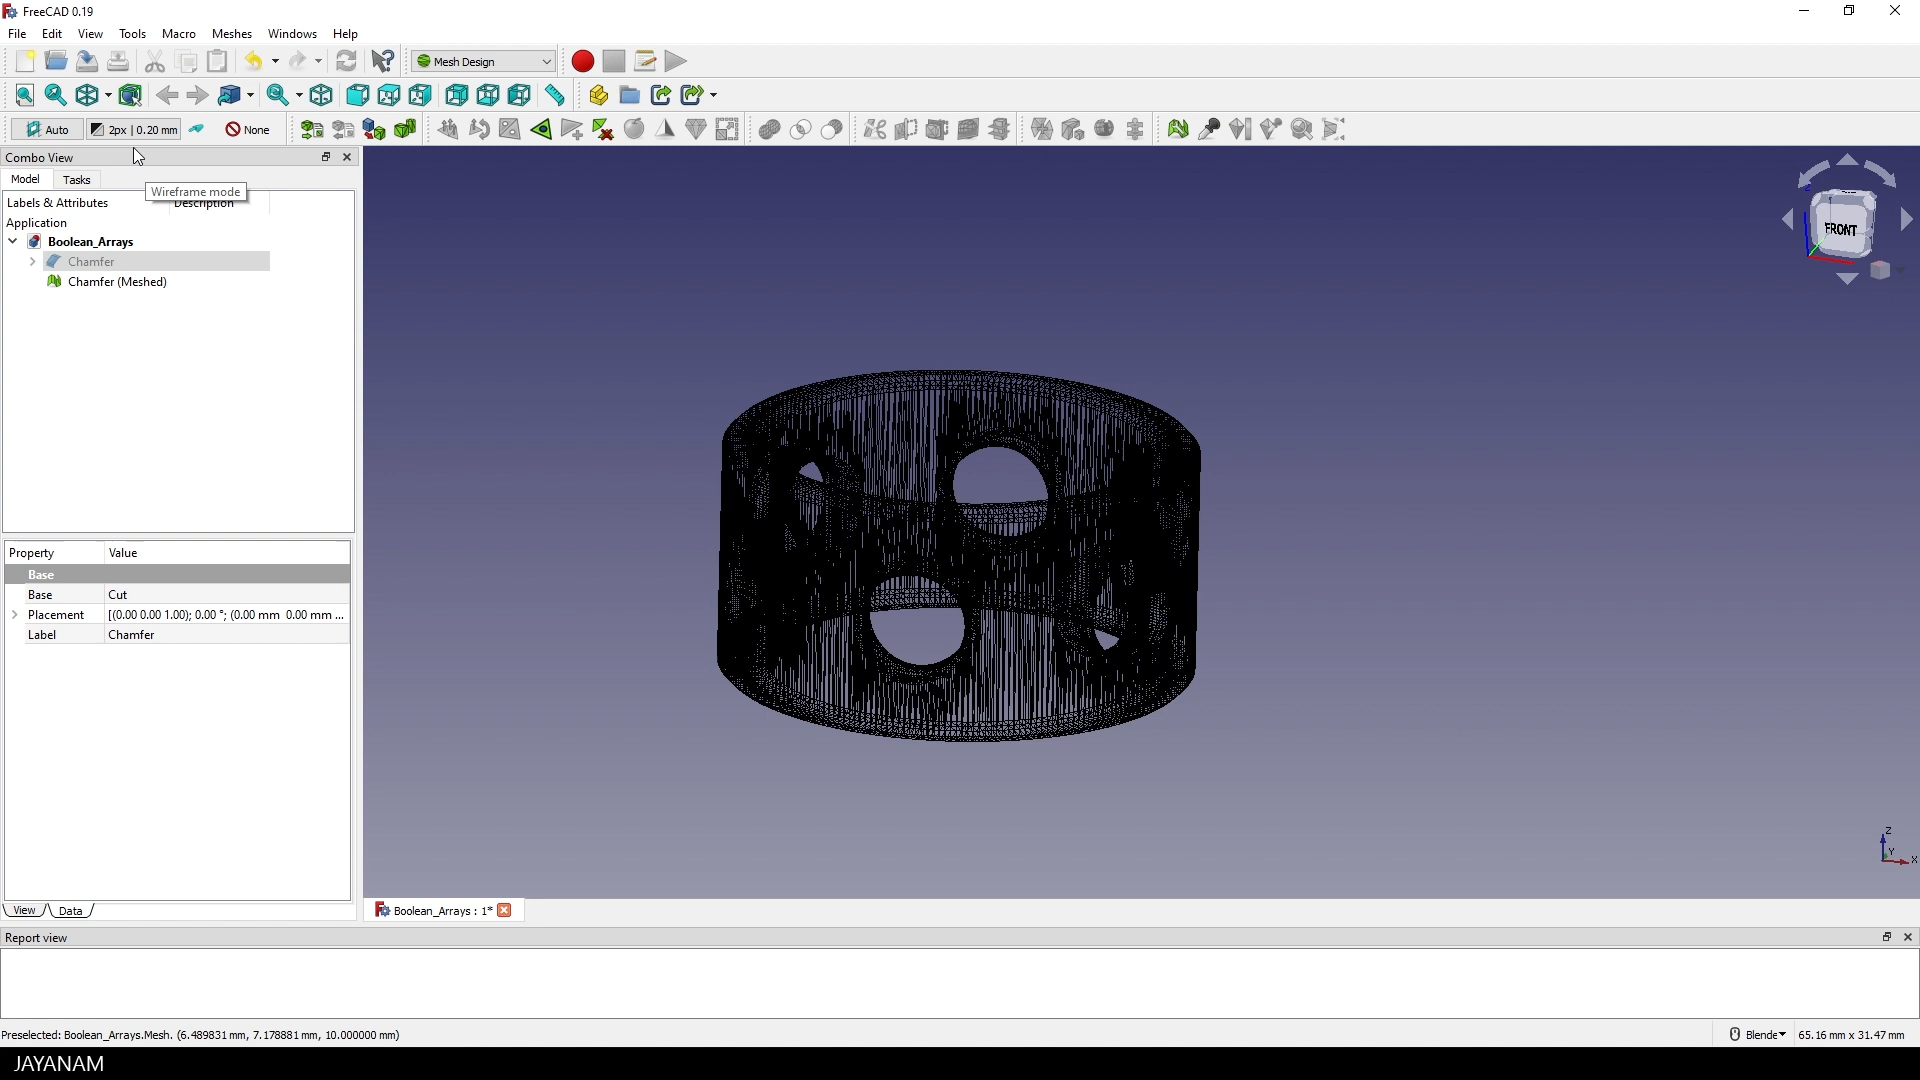 FreeCAD 0.19
File Edit View Tools Macro Meshes Windows Help
Mesh Design
Auto 2px | 0.20 mm None
Combo View
Model Tasks
Wireframe mode
Labels & Attributes Description
Application
Boolean_Arrays
Chamfer
Chamfer (Meshed)
FRONT
Property Value
Base
Base Cut
Placement [(0.00 0.00 1.00); 0.00 °; (0.00 mm 0.00 mm ...
Label Chamfer
Z
Y
X
View Data
Boolean_Arrays : 1*
Report view
Preselected: Boolean_Arrays.Mesh. (6.489831 mm, 7.178881 mm, 10.000000 mm)
Blende 65.16 mm x 31.47 mm
JAYANAM